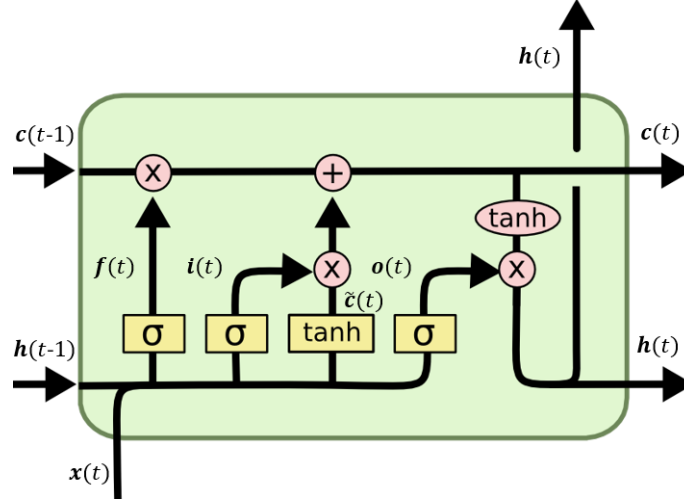 h(t)
c(t-1)
c(t)
x
+
tanh
f(t)
i(t)
x
o(t)
x
c̃(t)
σ
σ
tanh
σ
h(t-1)
h(t)
x(t)